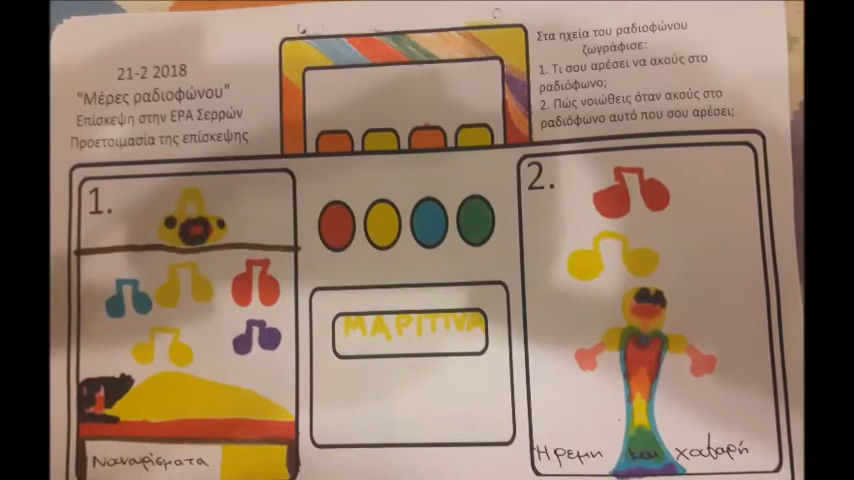 21-2 2018
"Μέρες ραδιοφώνου"
Επίσκεψη στην ΕΡΑ Σερρών
Προετοιμασία της επίσκεψης
Στα ηχεία του ραδιοφώνου
ζωγράφισε:
1. Τι σου αρέσει να ακούς στο
ραδιόφωνο;
2. Πώς νοιώθεις όταν ακούς στο
ραδιόφωνο αυτό που σου αρέσει;
1.
Νανουρίσματα
ΜΑΡΙΤΙΝΑ
2.
Ήρεμη και χαβαρή